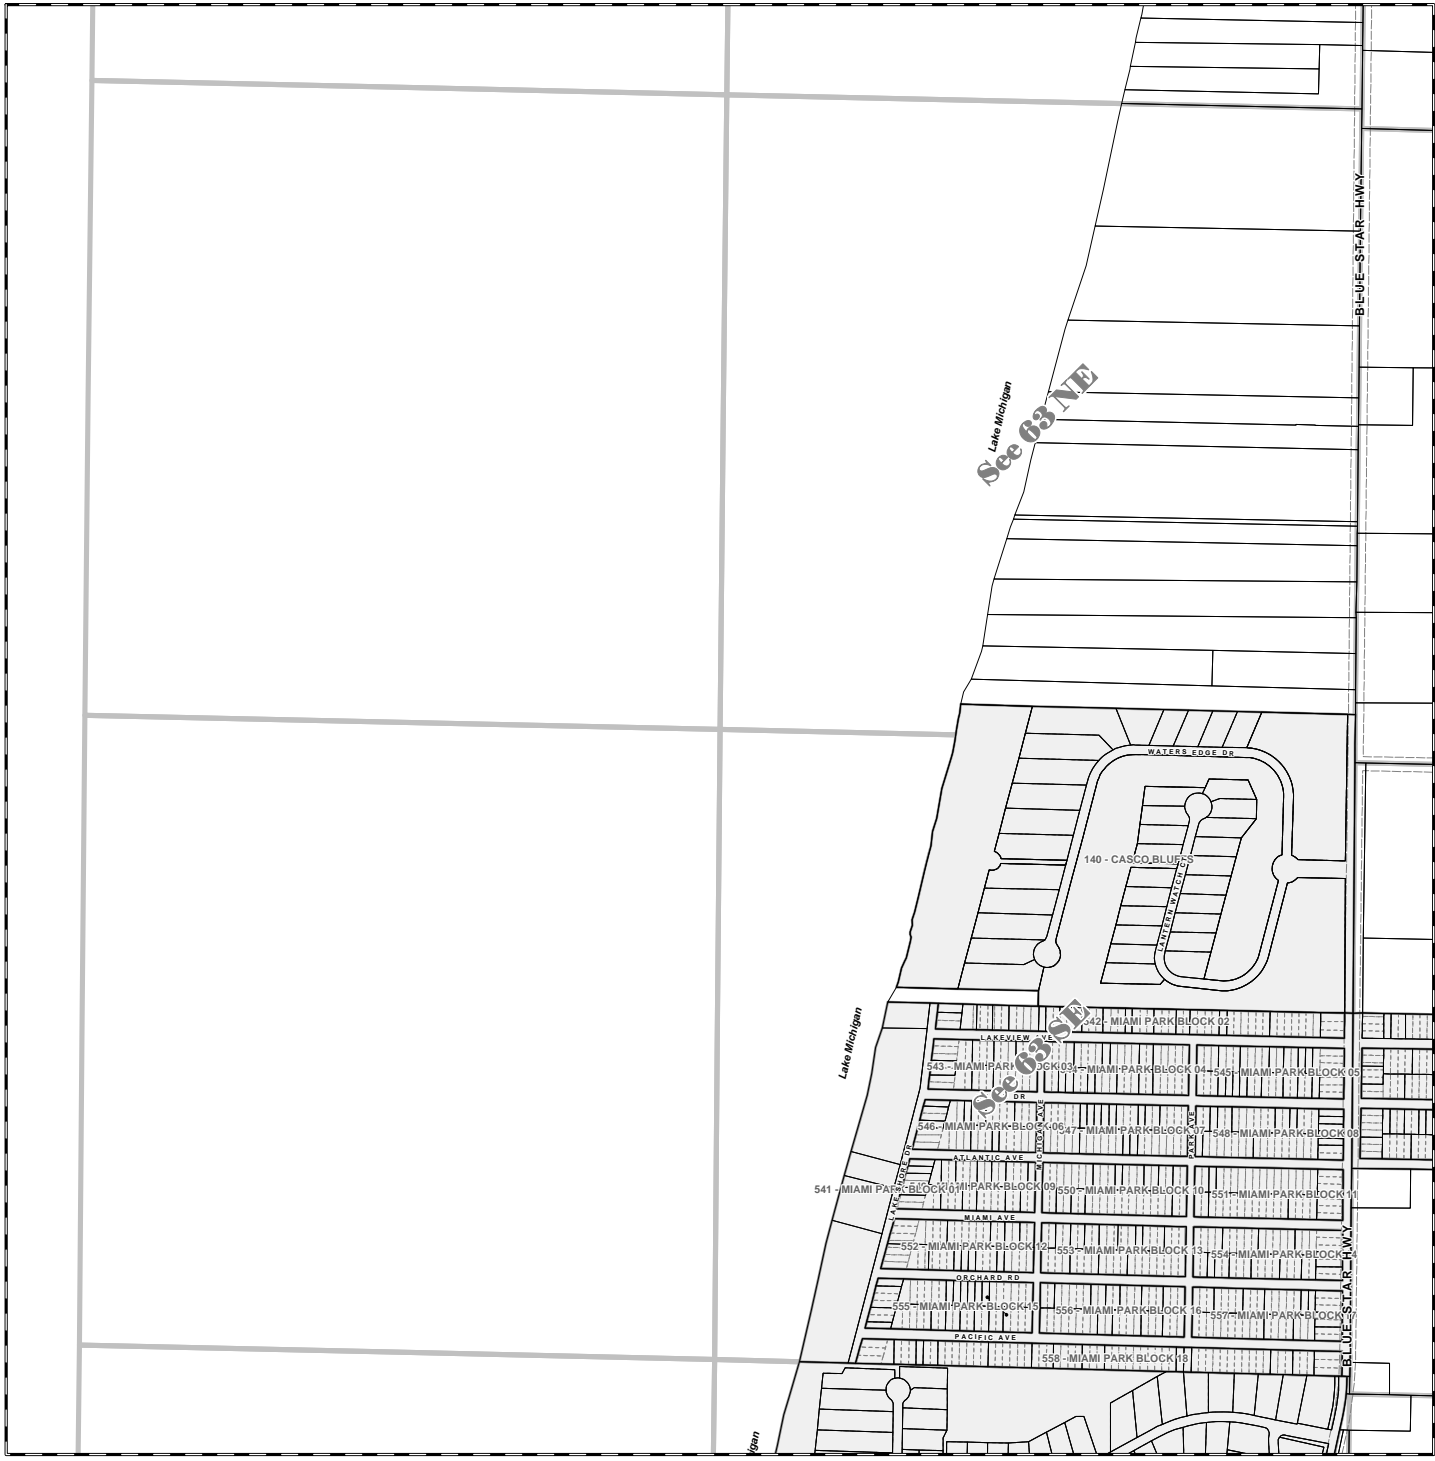 BLUE STAR HWY
Lake Michigan
See 63 NE
WATERS EDGE DR
140 - CASCO BLUFFS
LANTERN WATCH C
Lake Michigan
See 63 SE
542 - MIAMI PARK BLOCK 02
LAKEVIEW AVE
543 - MIAMI PARK BLOCK 03
MIAMI PARK BLOCK 04
545 - MIAMI PARK BLOCK 05
DR
MICHIGAN AVE
PARK AVE
546 - MIAMI PARK BLOCK 06
547 - MIAMI PARK BLOCK 07
548 - MIAMI PARK BLOCK 08
ATLANTIC AVE
LAKE SHORE DR
541 - MIAMI PARK BLOCK 01
MIAMI PARK BLOCK 09
550 - MIAMI PARK BLOCK 10
551 - MIAMI PARK BLOCK 11
MIAMI AVE
552 - MIAMI PARK BLOCK 12
553 - MIAMI PARK BLOCK 13
554 - MIAMI PARK BLOCK
BLUE STAR HWY
ORCHARD RD
555 - MIAMI PARK BLOCK 15
556 - MIAMI PARK BLOCK 16
557 - MIAMI PARK BLOCK
PACIFIC AVE
558 - MIAMI PARK BLOCK 18
igan